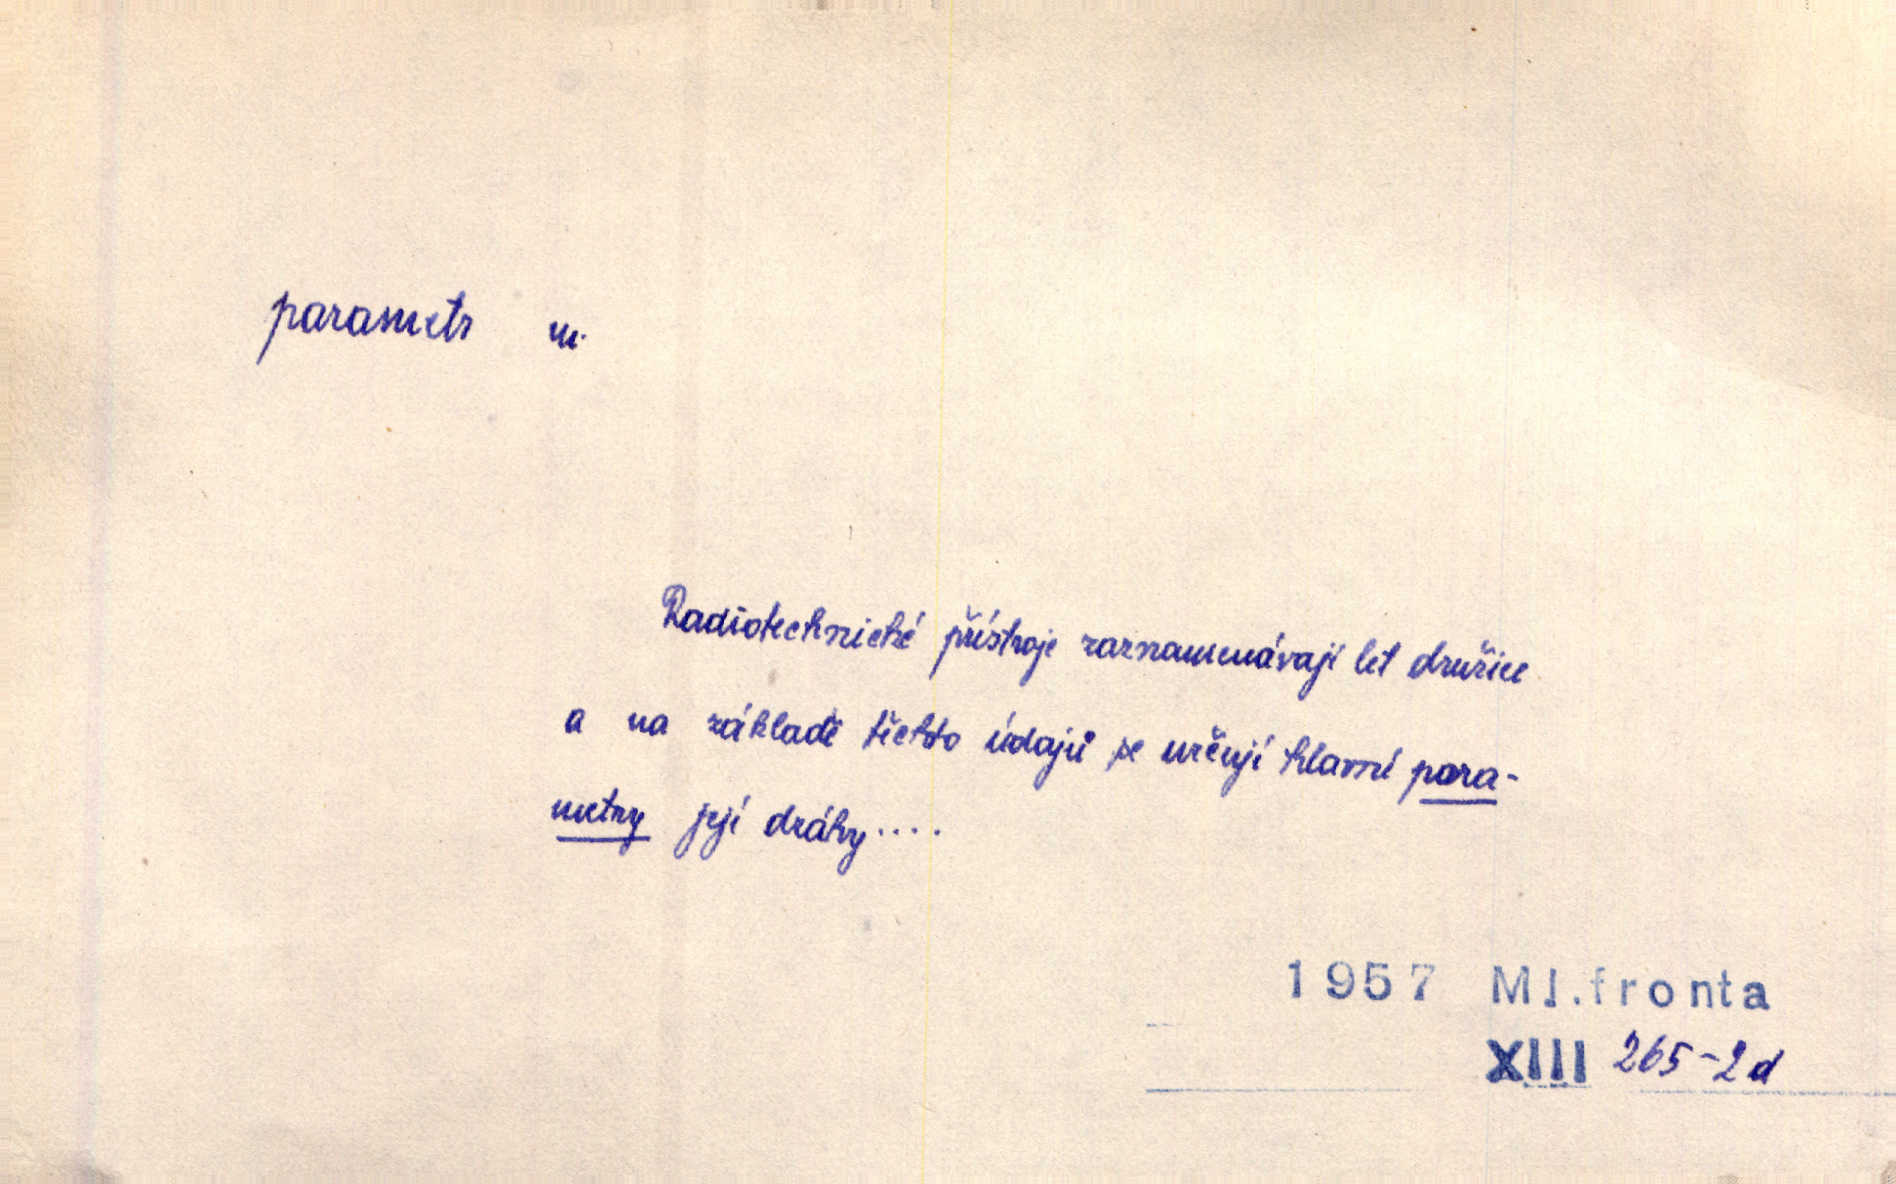 parametr m.
Radiotechnické přístroje zaznamenávají let družice
a na základě těchto údajů se určují hlavní para-
metry její dráhy....
1957 Ml.fronta
XIII 265-2d